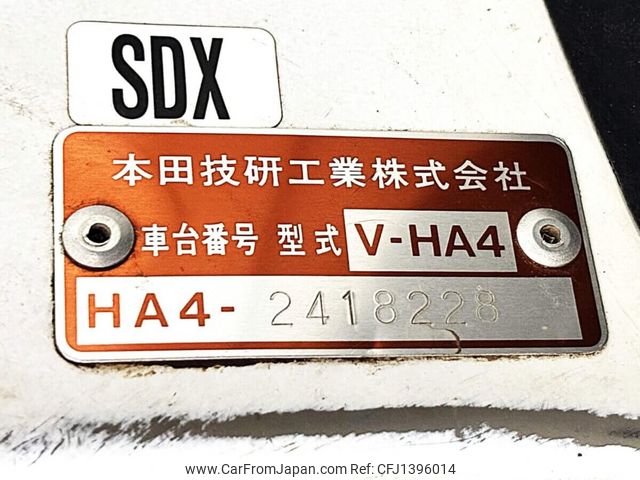 SDX
本田技研工業株式会社
車台番号 型式 V-HA4
HA4- 2418228
www.CarFromJapan.com Ref: CFJ1396014